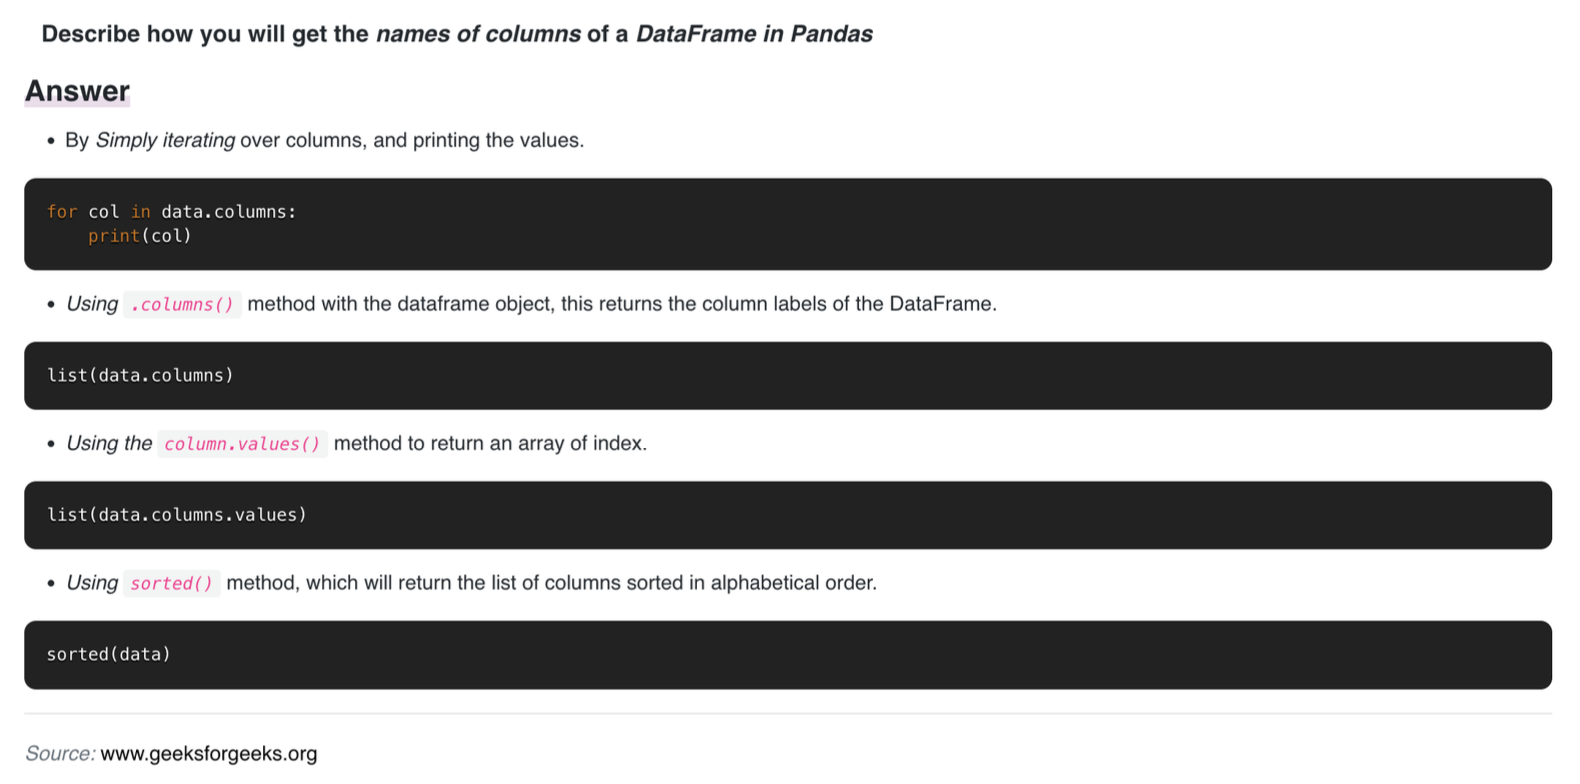 Describe how you will get the names of columns of a DataFrame in Pandas
Answer
• By Simply iterating over columns, and printing the values.
for col in data.columns:
    print(col)
• Using .columns() method with the dataframe object, this returns the column labels of the DataFrame.
list(data.columns)
• Using the column.values() method to return an array of index.
list(data.columns.values)
• Using sorted() method, which will return the list of columns sorted in alphabetical order.
sorted(data)
Source: www.geeksforgeeks.org